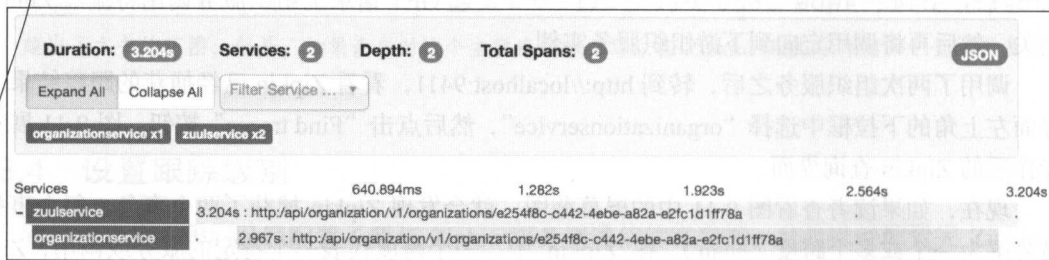 Duration: 3.204s Services: 2 Depth: 2 Total Spans: 2 JSON
Expand All Collapse All Filter Service ...
organizationservice x1 zuulservice x2
Services 640.894ms 1.282s 1.923s 2.564s 3.204s
- zuulservice 3.204s : http:/api/organization/v1/organizations/e254f8c-c442-4ebe-a82a-e2fc1d1ff78a
organizationservice 2.967s : http:/api/organization/v1/organizations/e254f8c-c442-4ebe-a82a-e2fc1d1ff78a